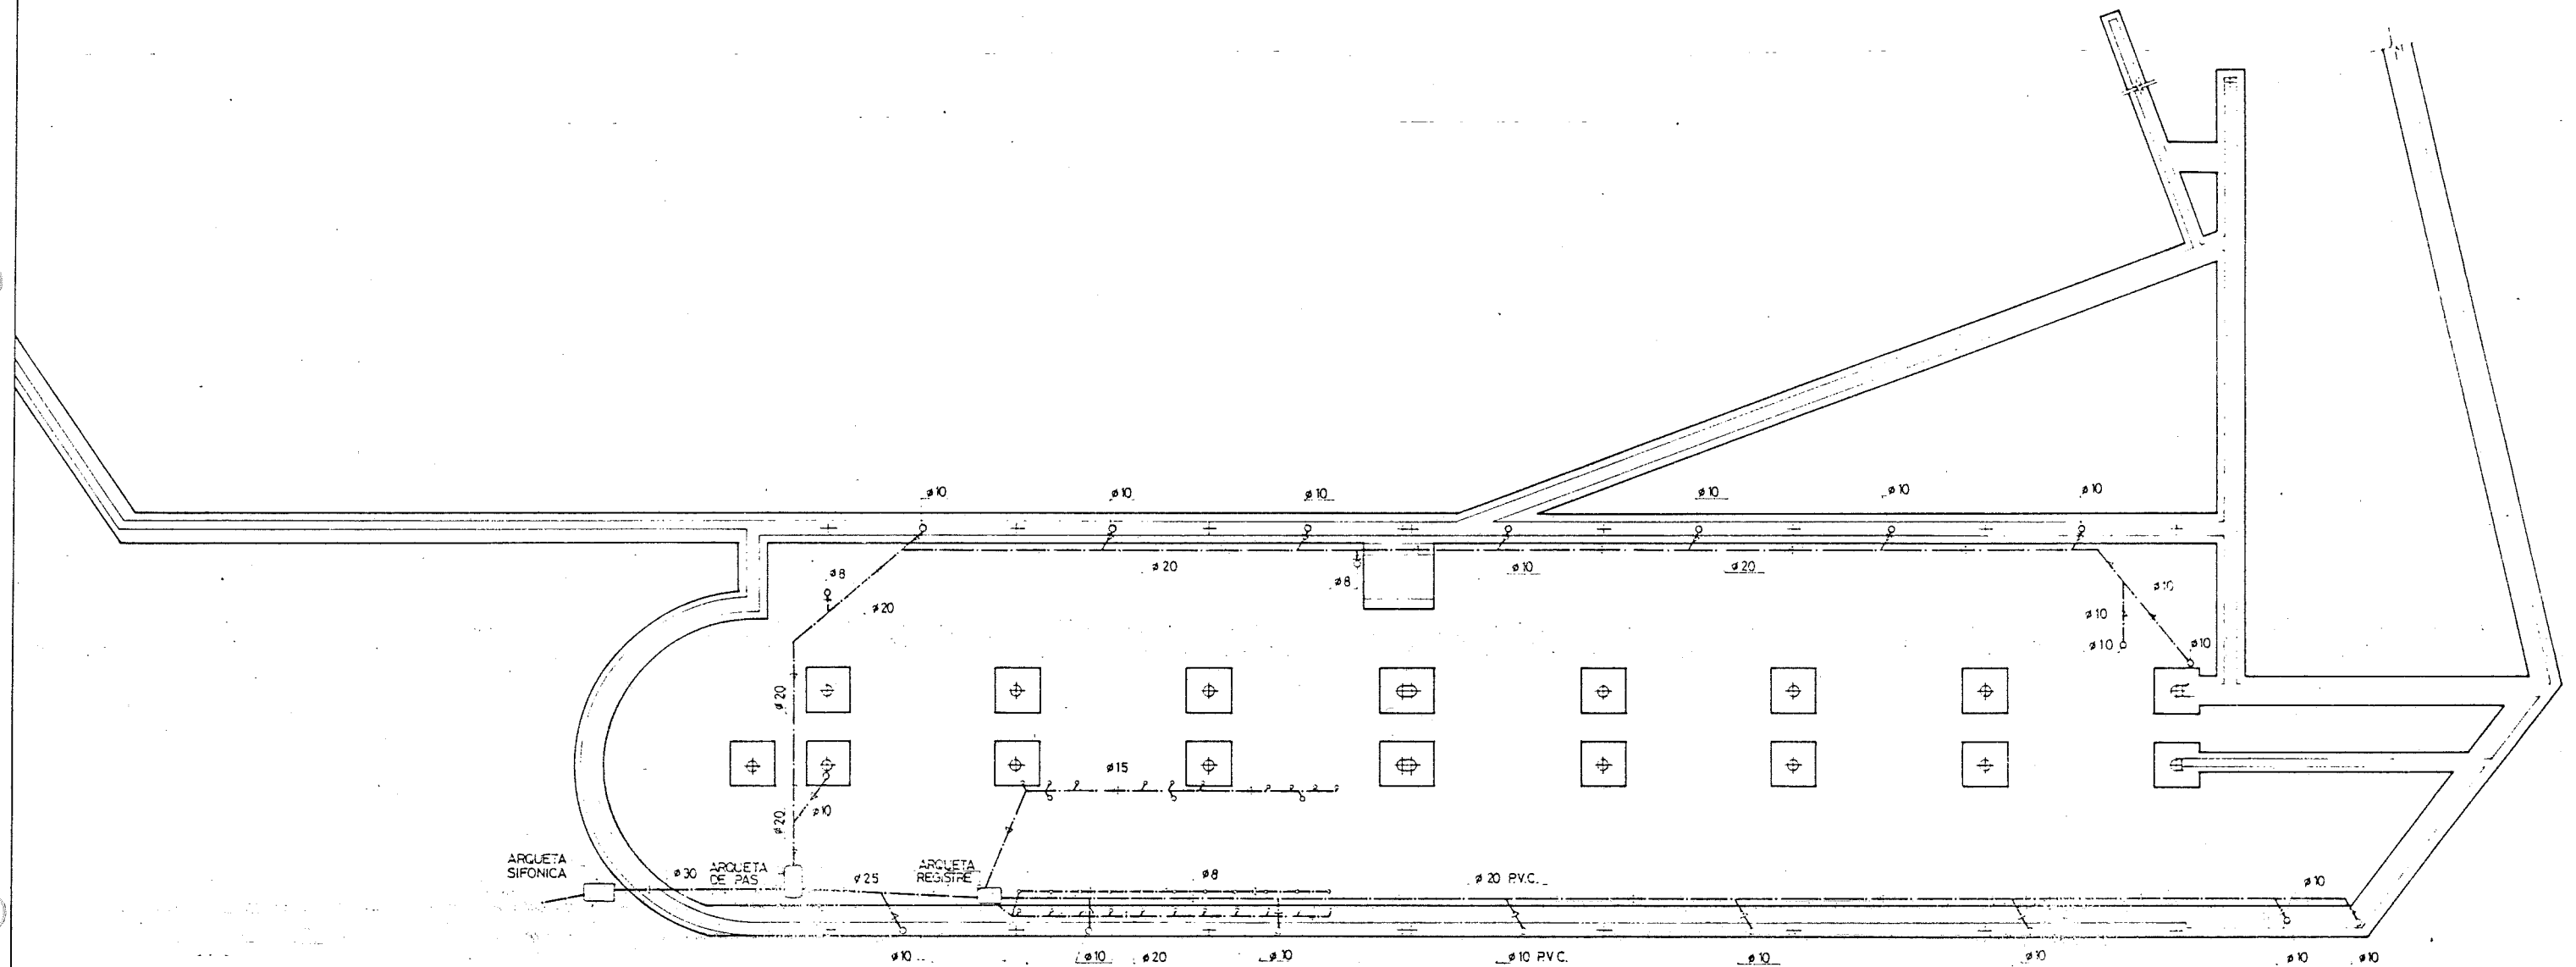 ø10 ø10 ø10 ø10 ø10 ø10
ø8 ø20 ø8 ø10 ø20
ø20 ø10
ø10
ø10 ø10
ø20
ø15
ø20 ø10
ARQUETA
SIFONICA
ø30
ARQUETA
DE PAS
ø25
ARQUETA
REGISTRE
ø8
ø20 P.V.C.
ø10
ø10 ø10 ø20 ø10 ø10 P.V.C. ø10 ø10 ø10 ø10